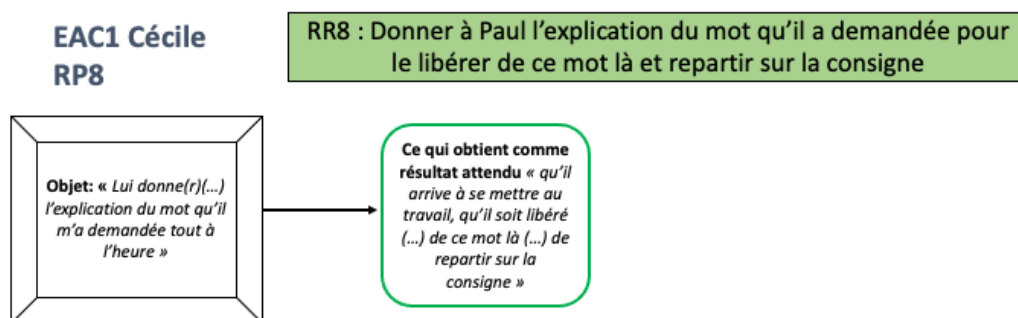 EAC1 Cécile
RP8
RR8 : Donner à Paul l’explication du mot qu’il a demandée pour
le libérer de ce mot là et repartir sur la consigne
Objet: « Lui donne(r)(…)
l’explication du mot qu’il
m’a demandée tout à
l’heure »
Ce qui obtient comme
résultat attendu « qu’il
arrive à se mettre au
travail, qu’il soit libéré
(…) de ce mot là (…) de
repartir sur la
consigne »